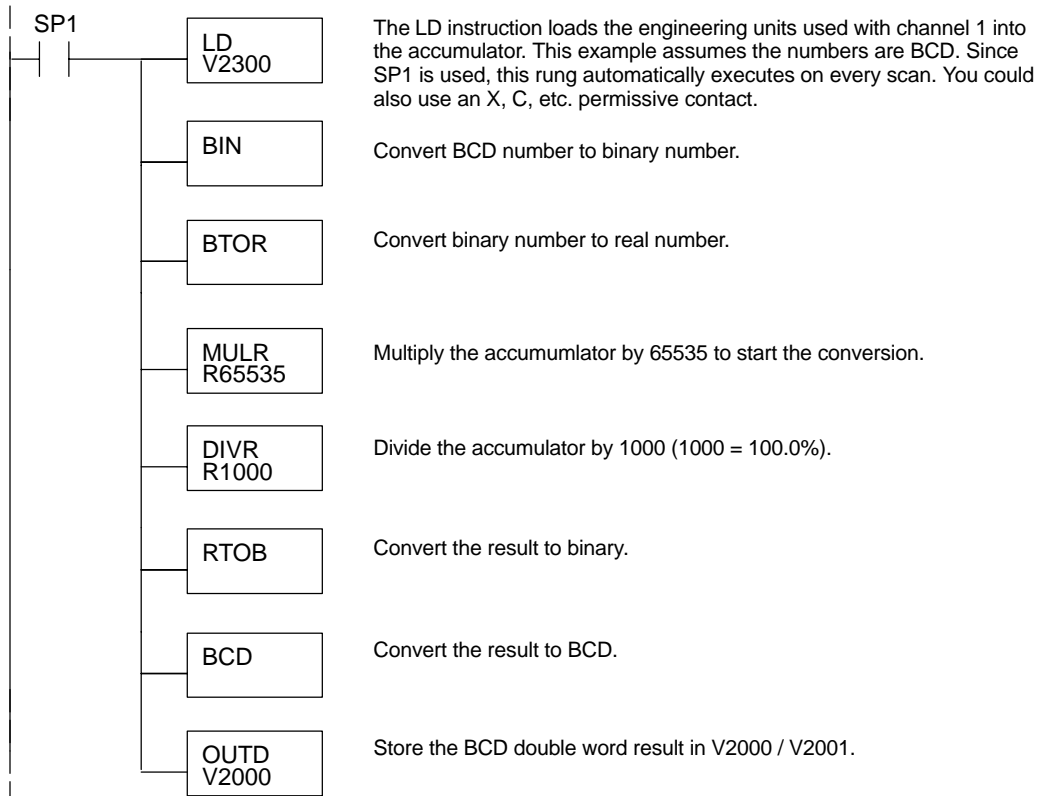 SP1
LD
V2300
The LD instruction loads the engineering units used with channel 1 into
the accumulator. This example assumes the numbers are BCD. Since
SP1 is used, this rung automatically executes on every scan. You could
also use an X, C, etc. permissive contact.
BIN
Convert BCD number to binary number.
BTOR
Convert binary number to real number.
MULR
R65535
Multiply the accumumlator by 65535 to start the conversion.
DIVR
R1000
Divide the accumulator by 1000 (1000 = 100.0%).
RTOB
Convert the result to binary.
BCD
Convert the result to BCD.
OUTD
V2000
Store the BCD double word result in V2000 / V2001.